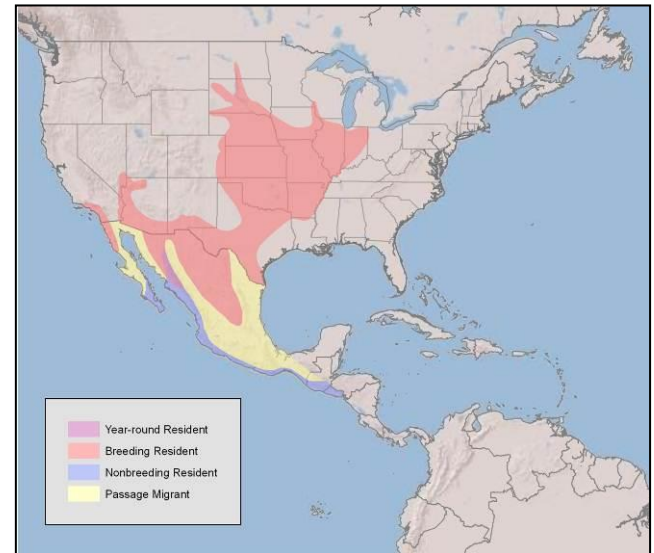 Year-round Resident
Breeding Resident
Nonbreeding Resident
Passage Migrant